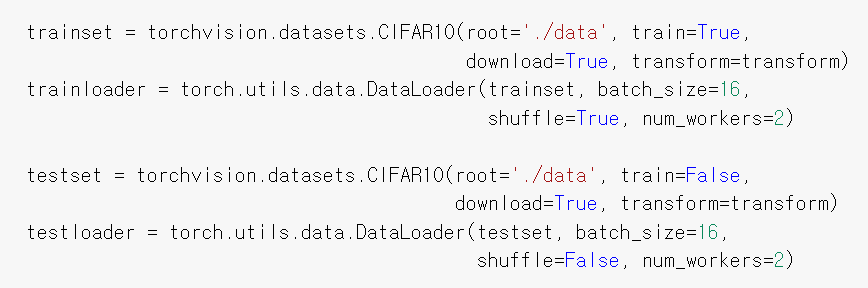 trainset = torchvision.datasets.CIFAR10(root='./data', train=True,
                                        download=True, transform=transform)
trainloader = torch.utils.data.DataLoader(trainset, batch_size=16,
                                          shuffle=True, num_workers=2)

testset = torchvision.datasets.CIFAR10(root='./data', train=False,
                                       download=True, transform=transform)
testloader = torch.utils.data.DataLoader(testset, batch_size=16,
                                         shuffle=False, num_workers=2)